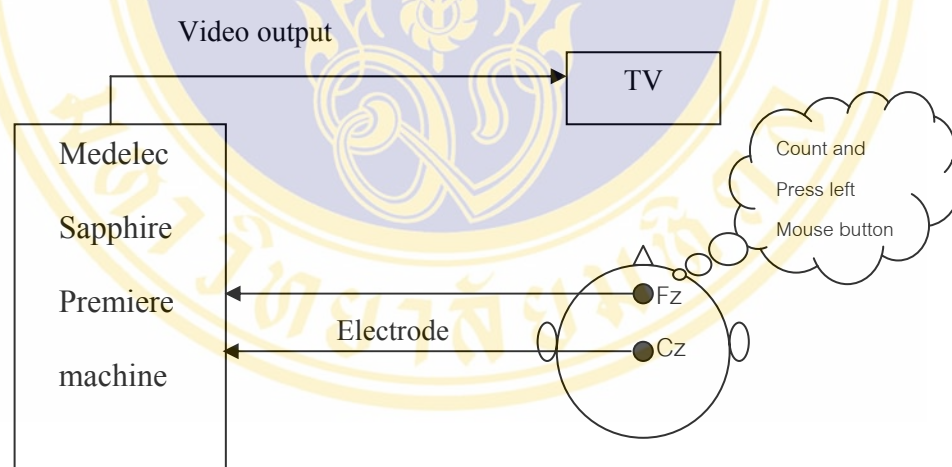 Video output
TV
Medelec
Sapphire
Premiere
machine
Count and
Press left
Mouse button
Fz
Electrode
Cz